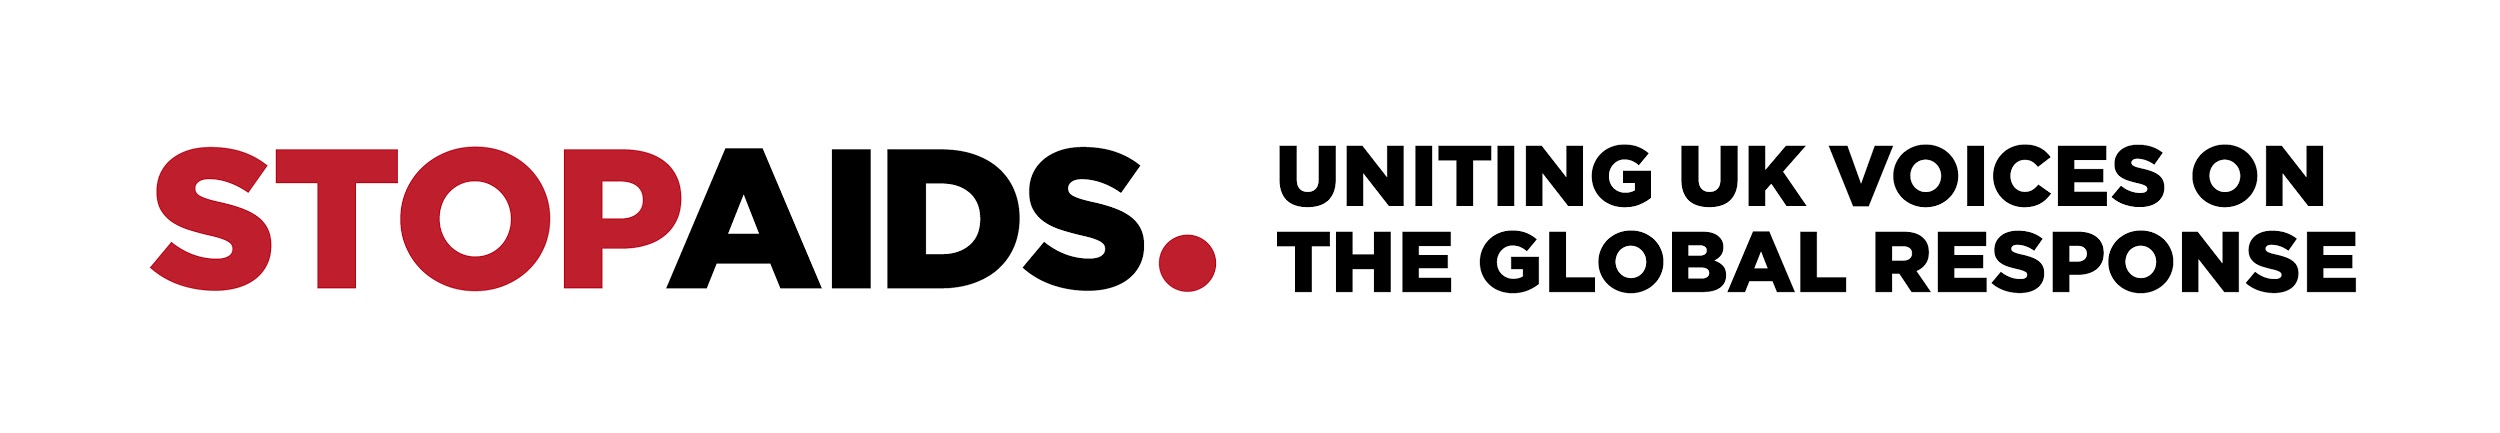 STOPAIDS.
UNITING UK VOICES ON
THE GLOBAL RESPONSE